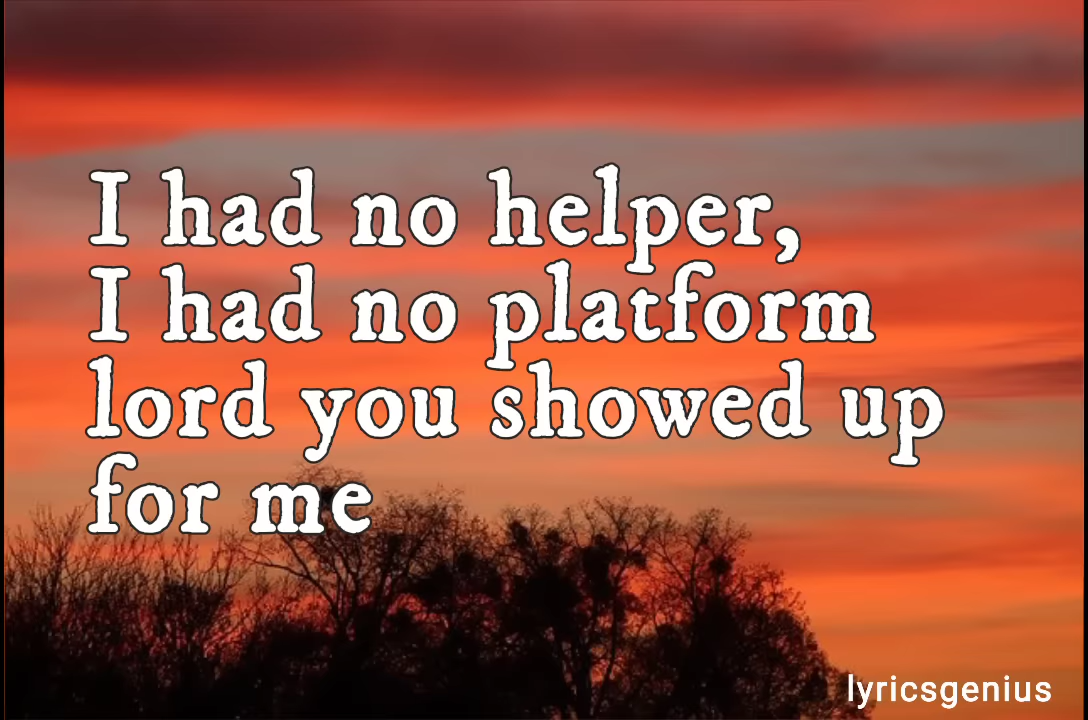 I had no helper,
I had no platform
lord you showed up
for me
lyricsgenius